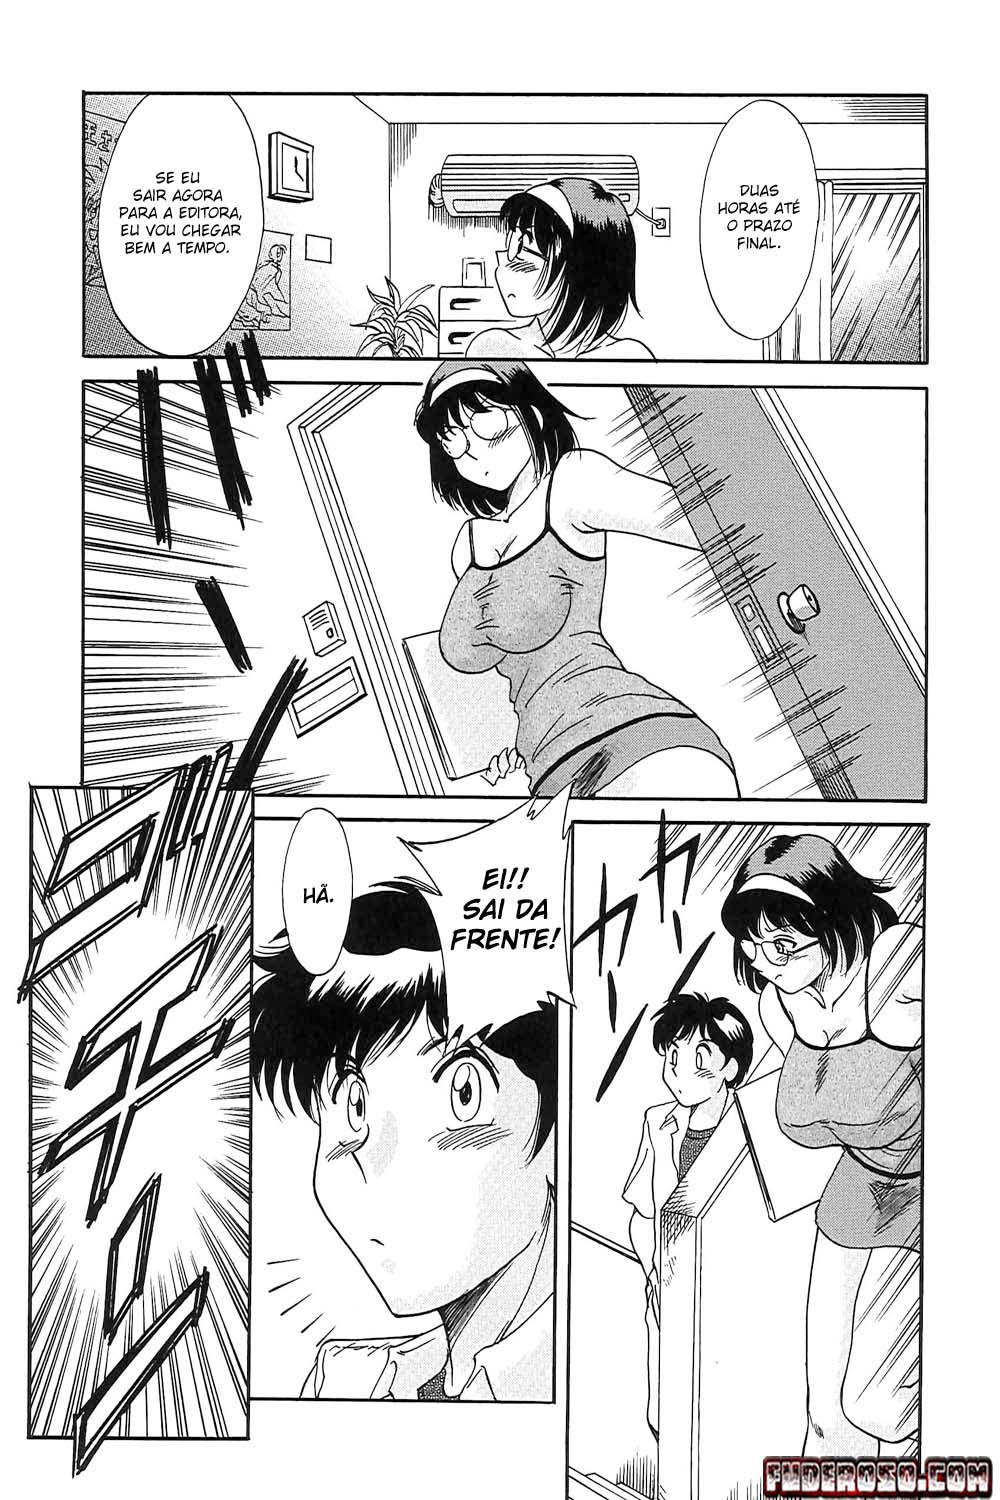 DUAS
HORAS ATÉ
O PRAZO
FINAL.
SE EU
SAIR AGORA
PARA A EDITORA,
EU VOU CHEGAR
BEM A TEMPO.
EI!!
SAI DA
FRENTE!
HÃ.
FUDEROSO.COM